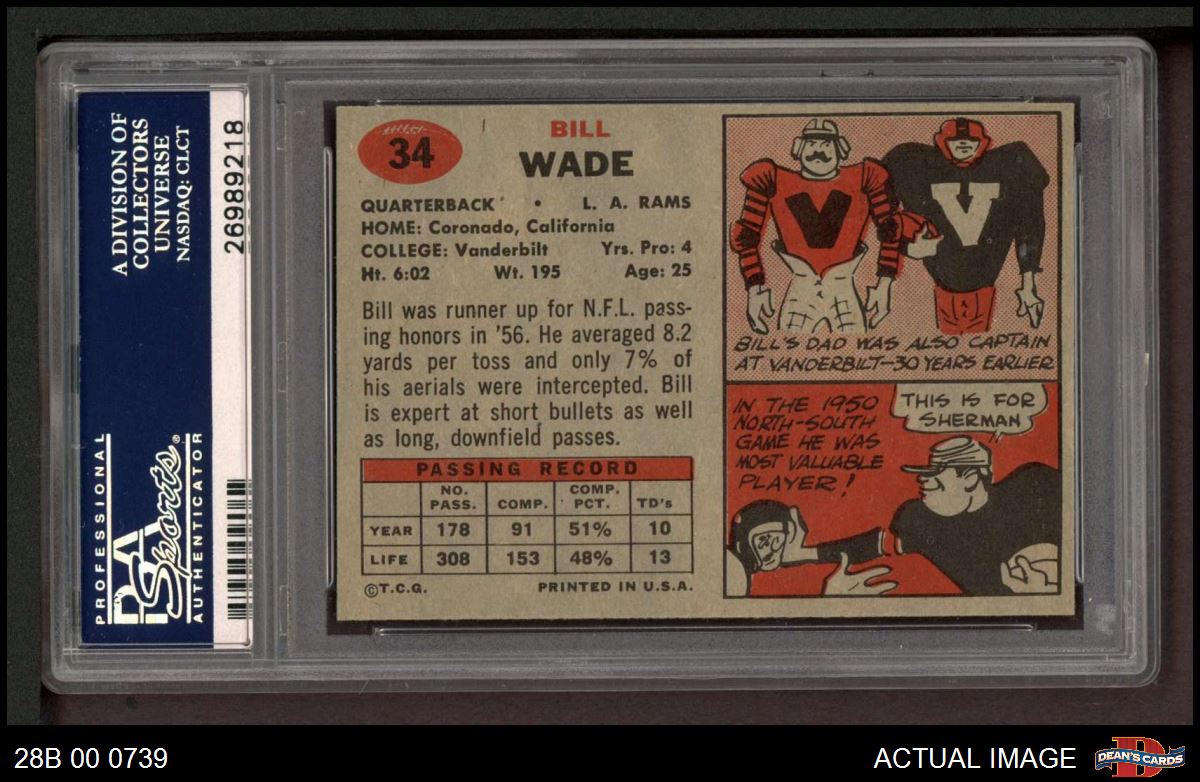 A DIVISION OF
COLLECTORS
UNIVERSE
NASDAQ: CLCT
26989218
PROFESSIONAL
PSA
Sports®
AUTHENTICATOR
34
BILL
WADE
QUARTERBACK • L. A. RAMS
HOME: Coronado, California
COLLEGE: Vanderbilt Yrs. Pro: 4
Ht. 6:02 Wt. 195 Age: 25
Bill was runner up for N.F.L. pass-
ing honors in '56. He averaged 8.2
yards per toss and only 7% of
his aerials were intercepted. Bill
is expert at short bullets as well
as long, downfield passes.
PASSING RECORD
NO. PASS. COMP. COMP. PCT. TD's
YEAR 178 91 51% 10
LIFE 308 153 48% 13
©T.C.G. PRINTED IN U.S.A.
V V
BILL'S DAD WAS ALSO CAPTAIN
AT VANDERBILT—30 YEARS EARLIER
IN THE 1950
NORTH-SOUTH
GAME HE WAS
MOST VALUABLE
PLAYER!
THIS IS FOR
SHERMAN
28B 00 0739
ACTUAL IMAGE
DEAN'S CARDS